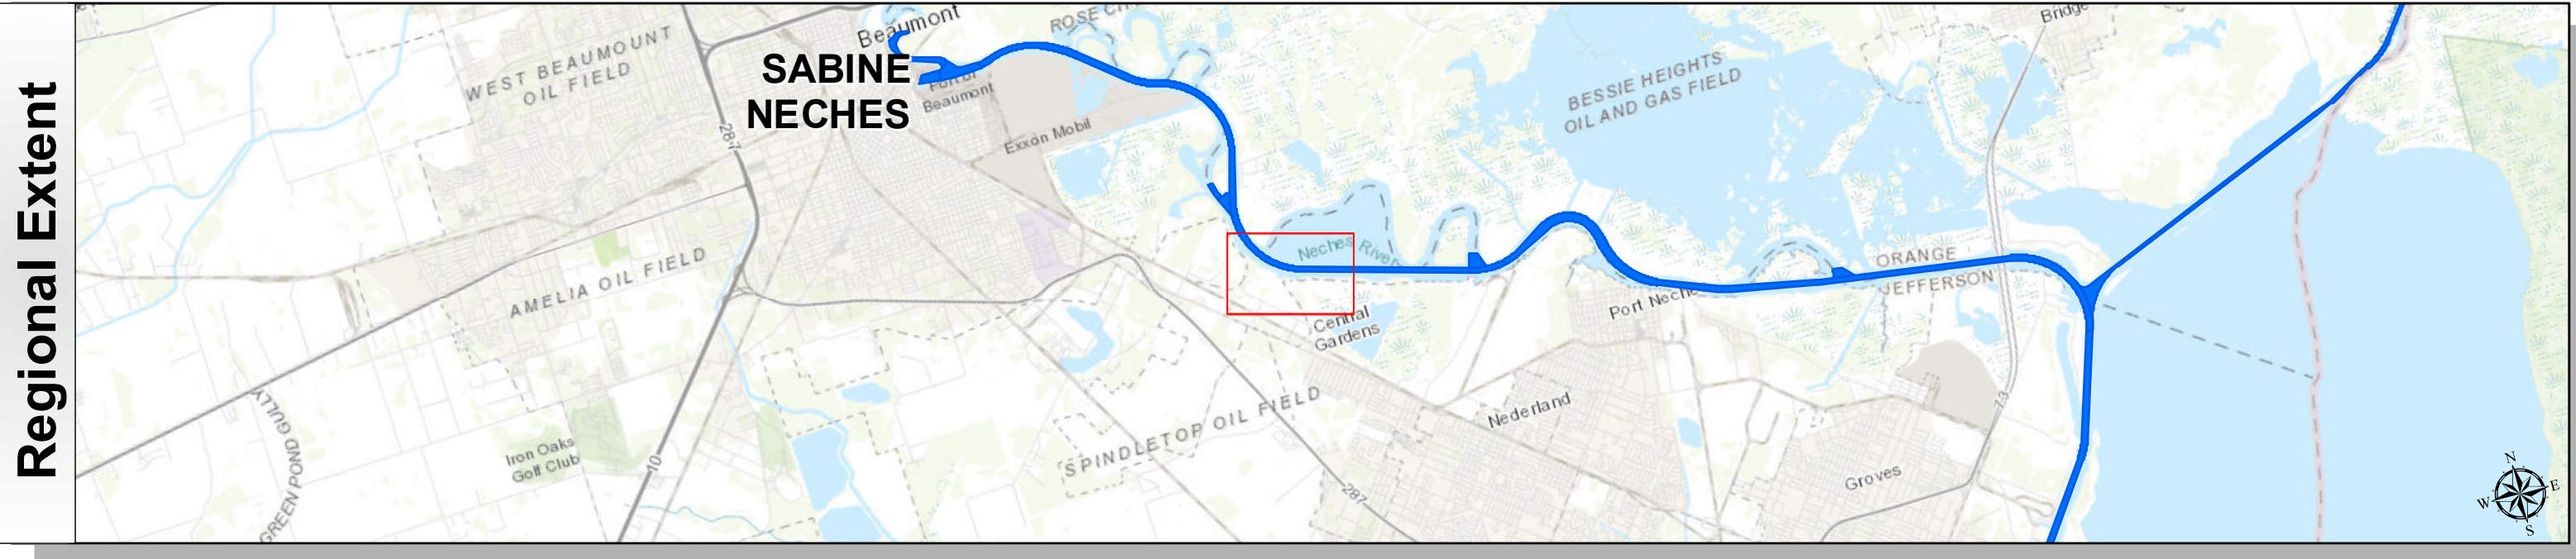 Regional Extent
Beaumont
ROSE CI
Bridge
WEST BEAUMOUNT
OIL FIELD
SABINE
NECHES
Port of
Beaumont
Exxon Mobil
287
BESSIE HEIGHTS
OIL AND GAS FIELD
Neches River
ORANGE
JEFFERSON
AMELIA OIL FIELD
Port Neche
Central
Gardens
SPINDLETOP OIL FIELD
Nederland
73
GREEN POND GULLY
Iron Oaks
Golf Club
10
287
Groves
N
W
E
S